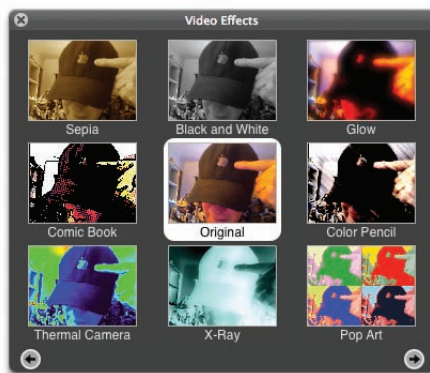 Video Effects
Sepia
Black and White
Glow
Comic Book
Original
Color Pencil
Thermal Camera
X-Ray
Pop Art